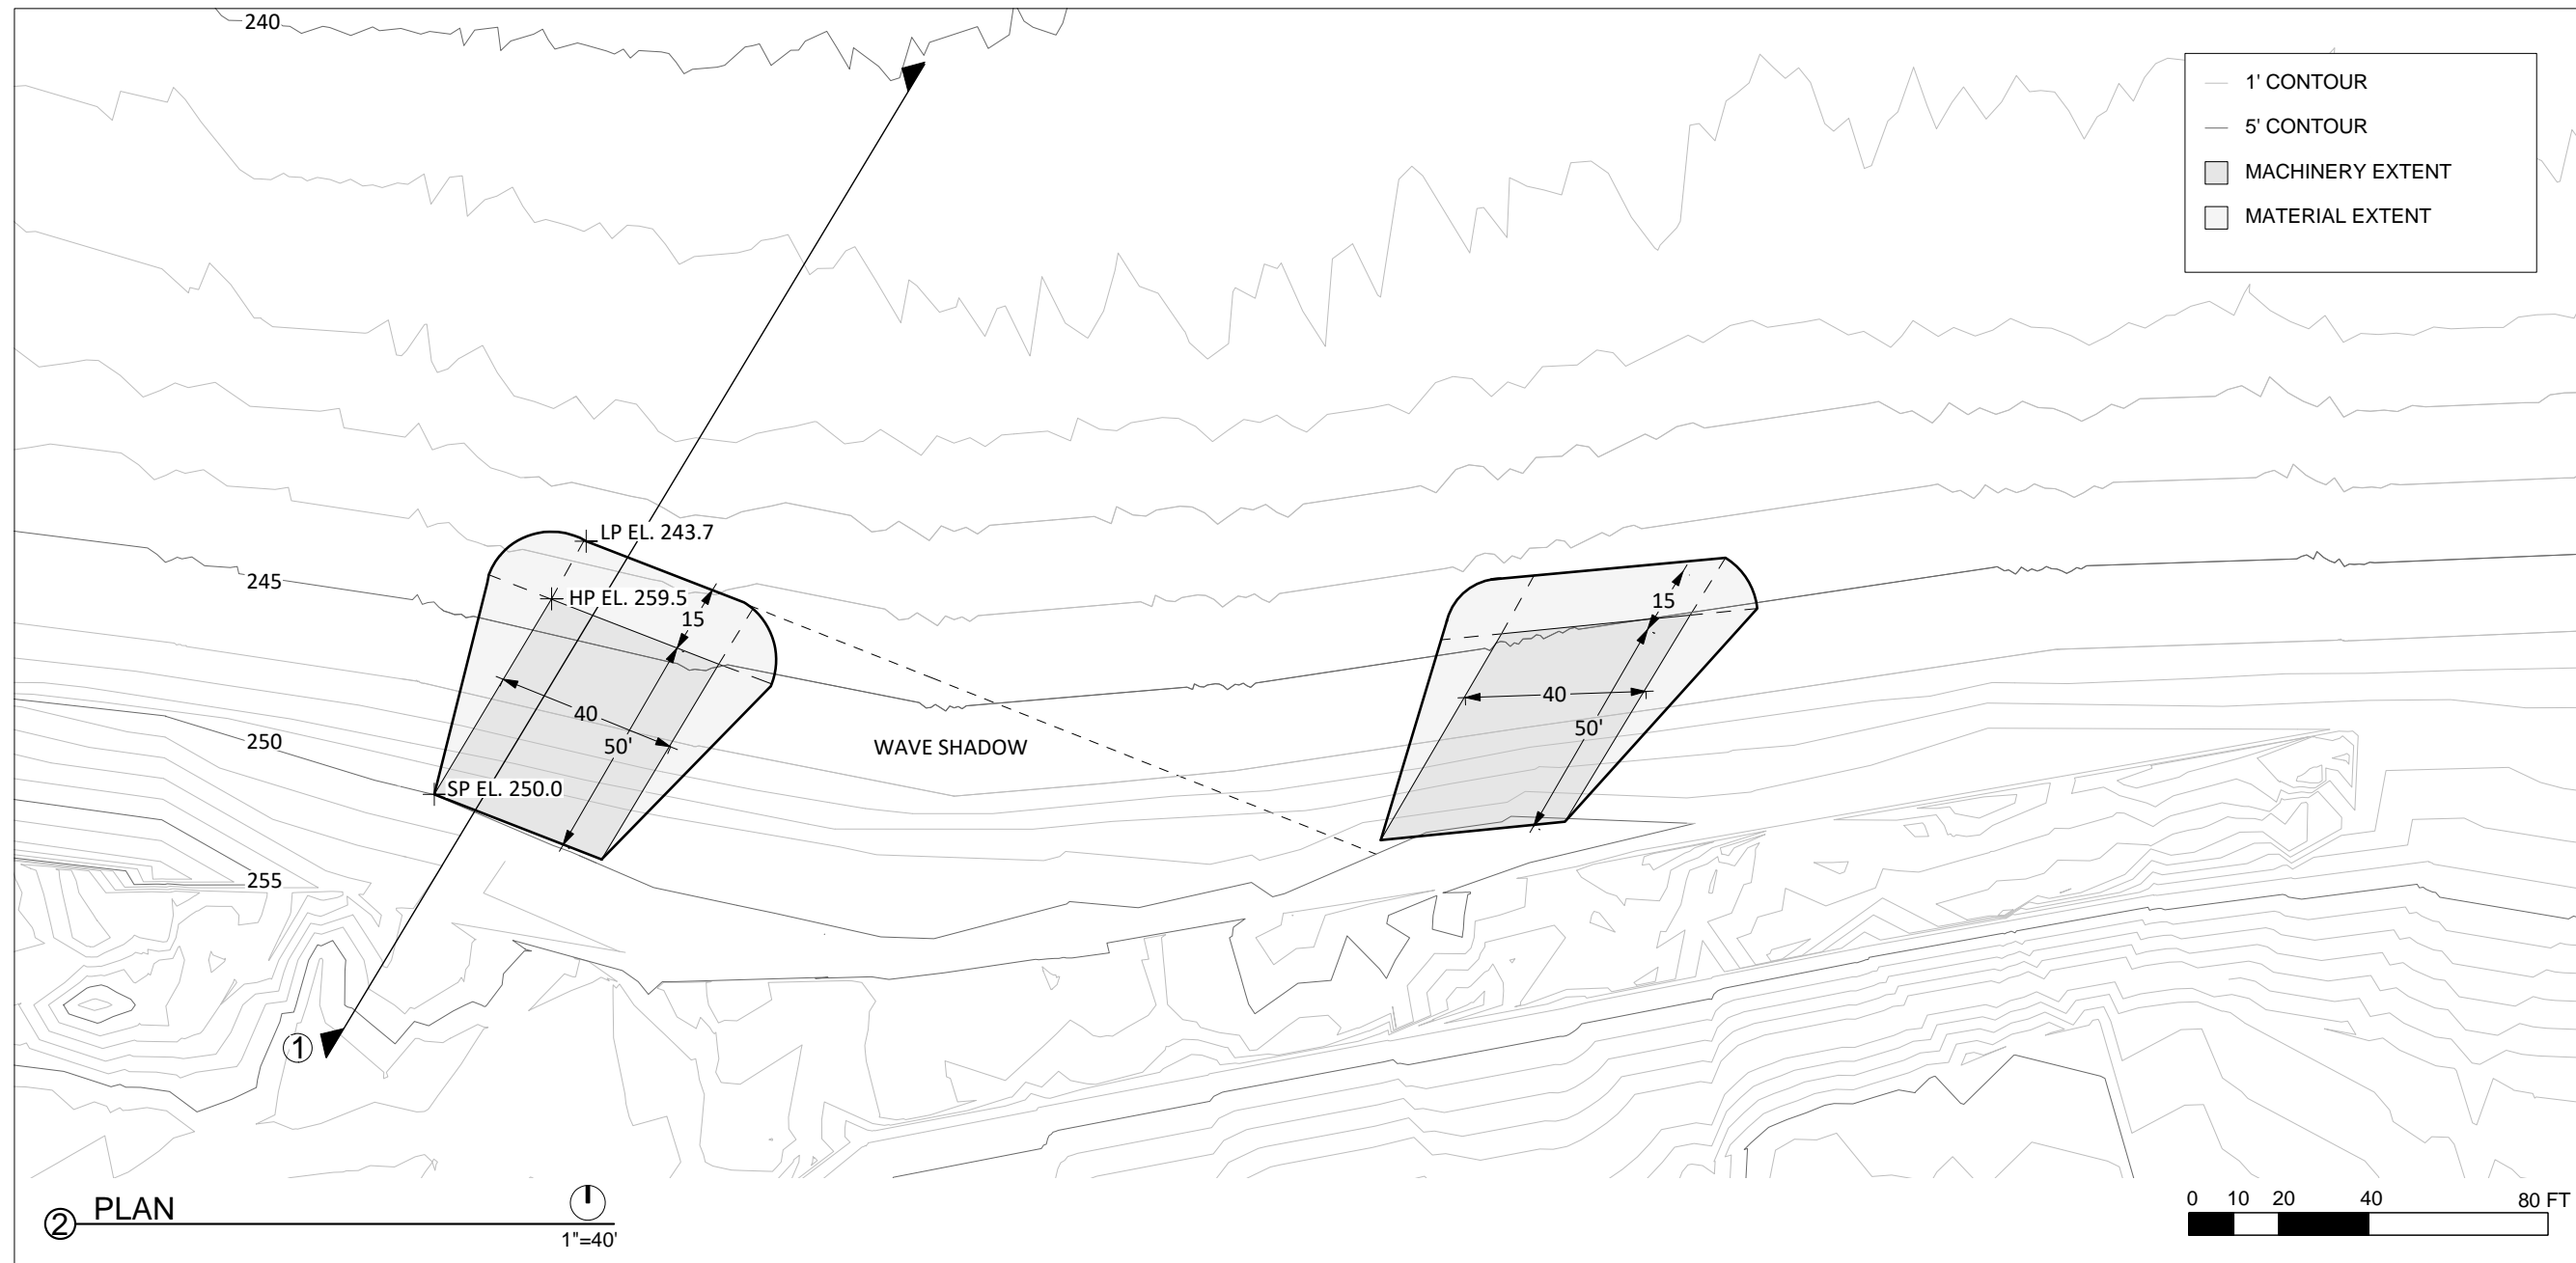 240
1' CONTOUR
5' CONTOUR
MACHINERY EXTENT
MATERIAL EXTENT
LP EL. 243.7
245
HP EL. 259.5
15
15
40
40
50'
50'
250
WAVE SHADOW
SP EL. 250.0
255
1
2 PLAN
1"=40'
0 10 20 40 80 FT